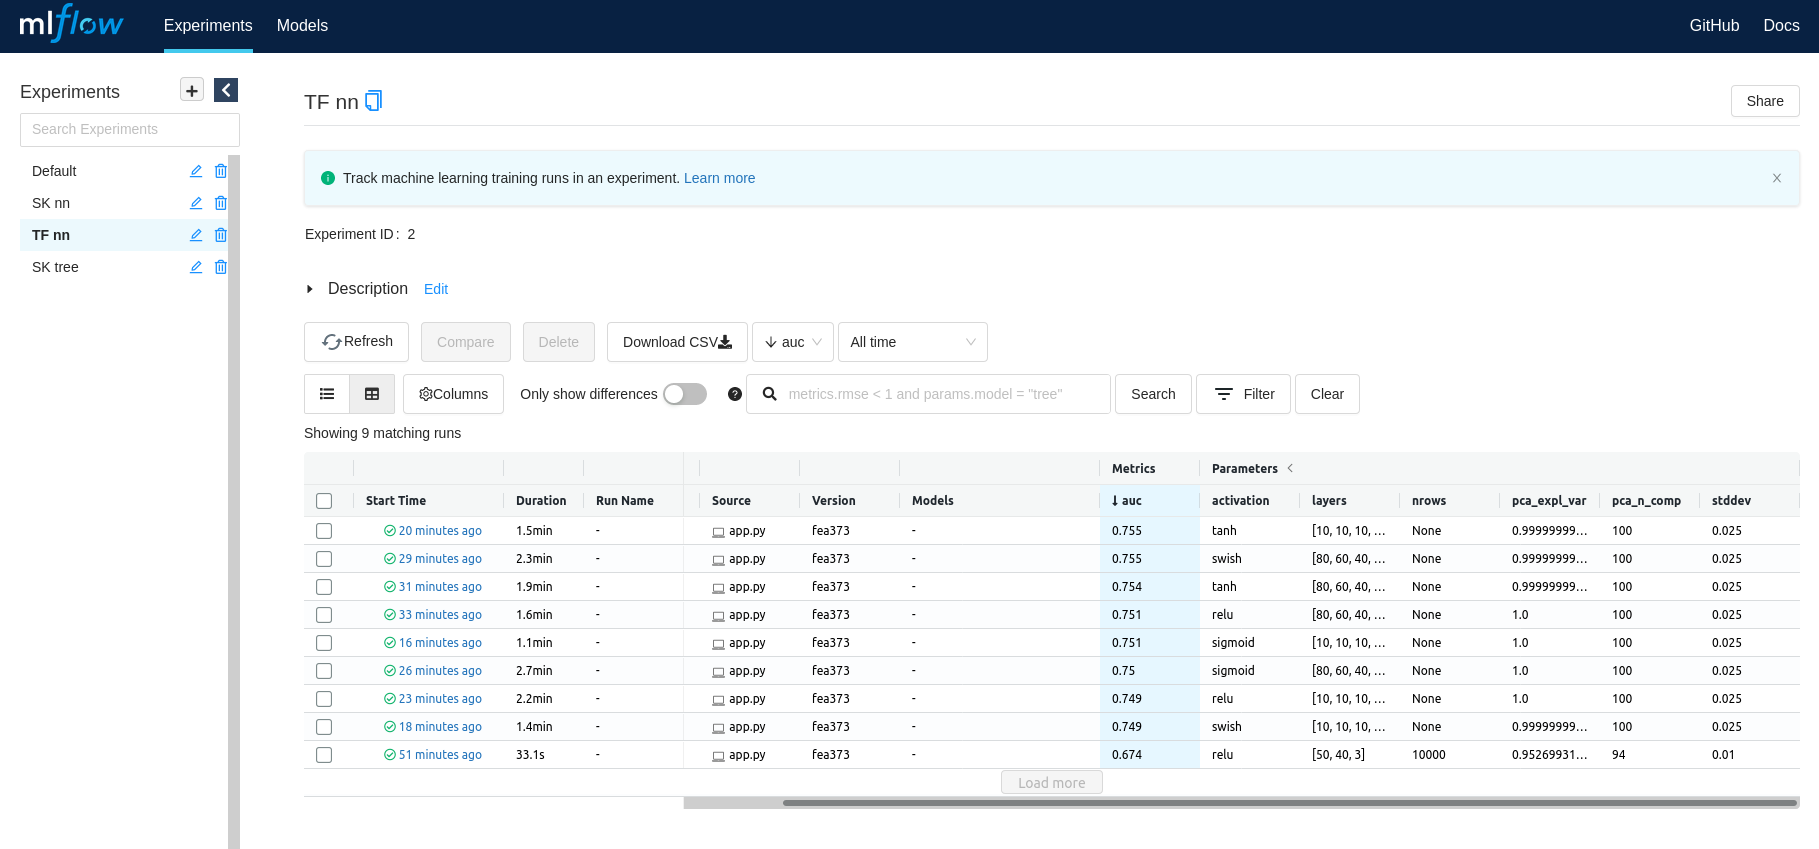 mlflow Experiments Models GitHub Docs
Experiments
Search Experiments
Default
SK nn
TF nn
SK tree
TF nn Share
Track machine learning training runs in an experiment. Learn more
Experiment ID: 2
Description Edit
Refresh Compare Delete Download CSV auc All time
Columns Only show differences metrics.rmse < 1 and params.model = "tree" Search Filter Clear
Showing 9 matching runs
Metrics Parameters
Start Time Duration Run Name Source Version Models ↓ auc activation layers nrows pca_expl_var pca_n_comp stddev
20 minutes ago 1.5min - app.py fea373 - 0.755 tanh [10, 10, 10, ... None 0.99999999... 100 0.025
29 minutes ago 2.3min - app.py fea373 - 0.755 swish [80, 60, 40, ... None 0.99999999... 100 0.025
31 minutes ago 1.9min - app.py fea373 - 0.754 tanh [80, 60, 40, ... None 0.99999999... 100 0.025
33 minutes ago 1.6min - app.py fea373 - 0.751 relu [80, 60, 40, ... None 1.0 100 0.025
16 minutes ago 1.1min - app.py fea373 - 0.751 sigmoid [10, 10, 10, ... None 1.0 100 0.025
26 minutes ago 2.7min - app.py fea373 - 0.75 sigmoid [80, 60, 40, ... None 1.0 100 0.025
23 minutes ago 2.2min - app.py fea373 - 0.749 relu [10, 10, 10, ... None 1.0 100 0.025
18 minutes ago 1.4min - app.py fea373 - 0.749 swish [10, 10, 10, ... None 0.99999999... 100 0.025
51 minutes ago 33.1s - app.py fea373 - 0.674 relu [50, 40, 3] 10000 0.95269931... 94 0.01
Load more